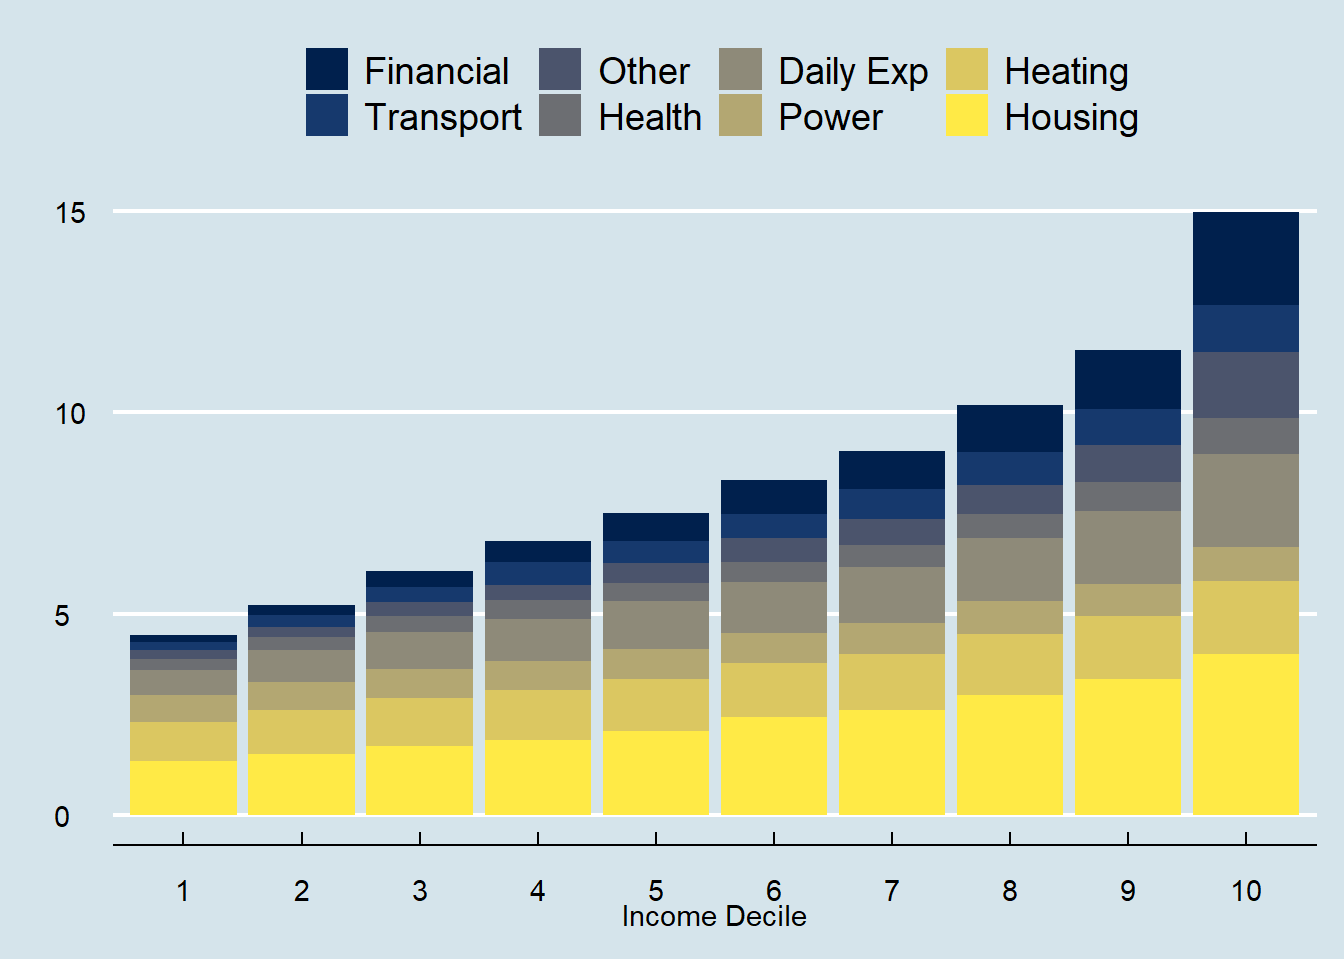 Financial Other Daily Exp Heating
Transport Health Power Housing
15
10
5
0
1 2 3 4 5 6 7 8 9 10
Income Decile